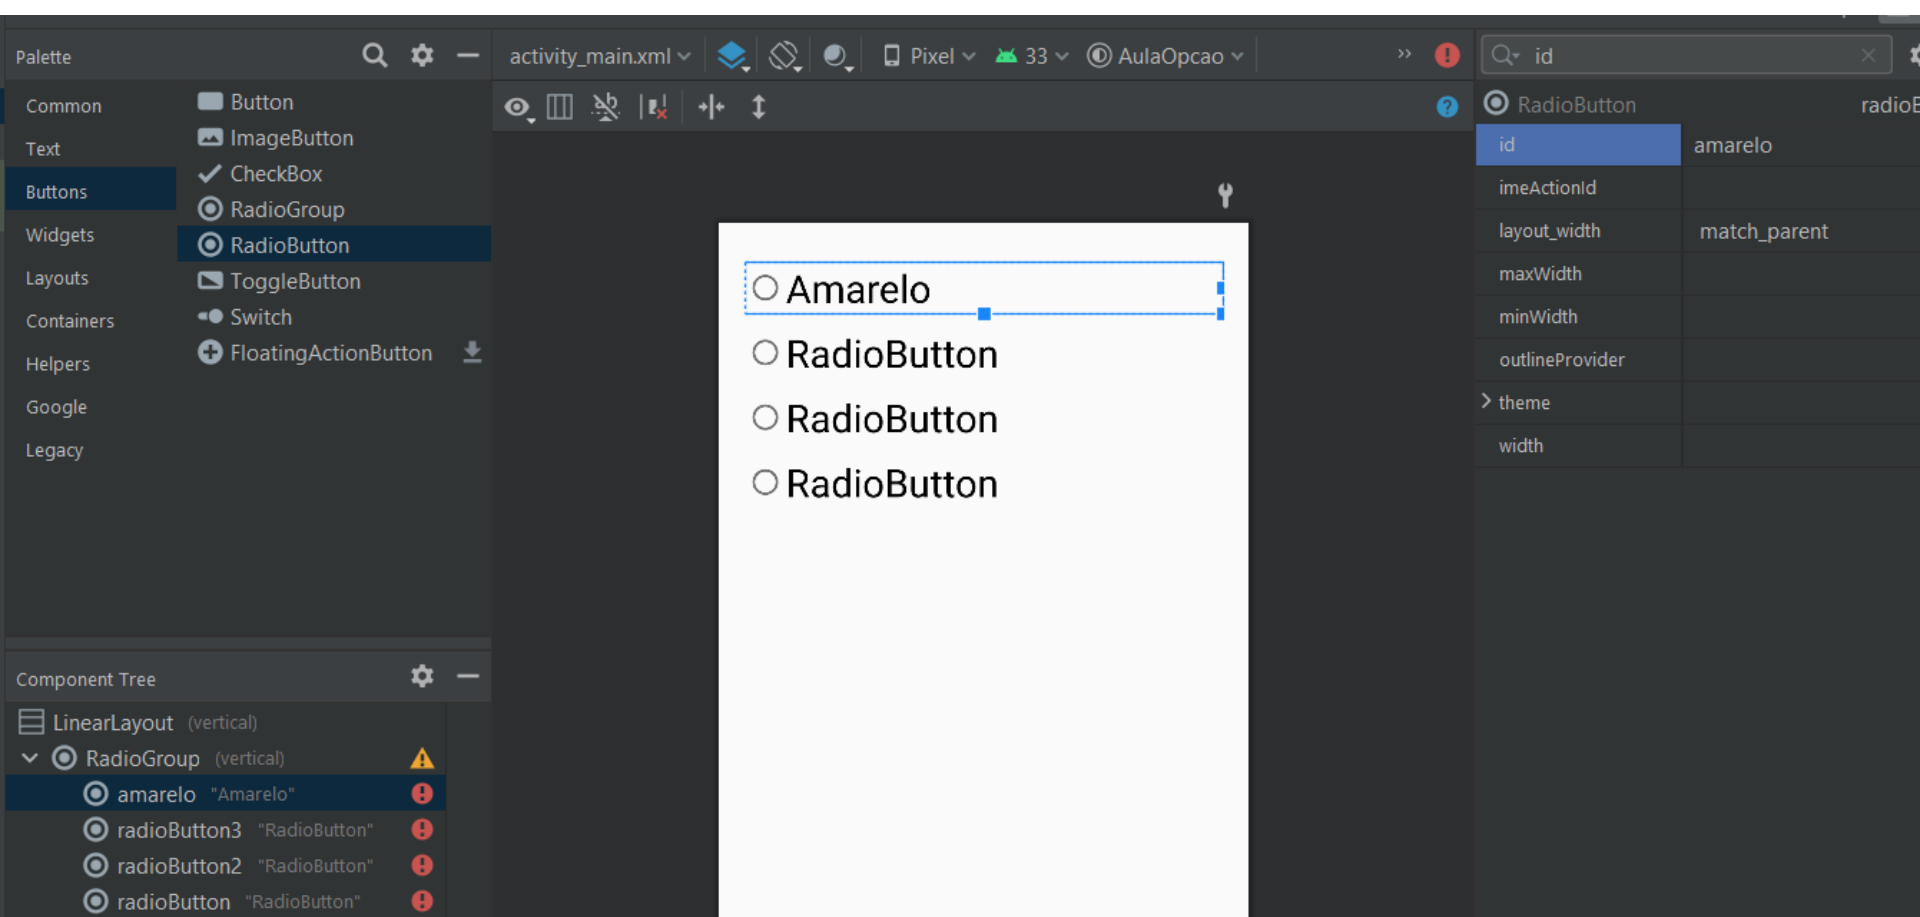 Palette
Common
Text
Buttons
Widgets
Layouts
Containers
Helpers
Google
Legacy
Button
ImageButton
CheckBox
RadioGroup
RadioButton
ToggleButton
Switch
FloatingActionButton
Component Tree
LinearLayout (vertical)
RadioGroup (vertical)
amarelo "Amarelo"
radioButton3 "RadioButton"
radioButton2 "RadioButton"
radioButton "RadioButton"
activity_main.xml
Pixel
33
AulaOpcao
Amarelo
RadioButton
RadioButton
RadioButton
id
RadioButton
id amarelo
imeActionId
layout_width match_parent
maxWidth
minWidth
outlineProvider
theme
width